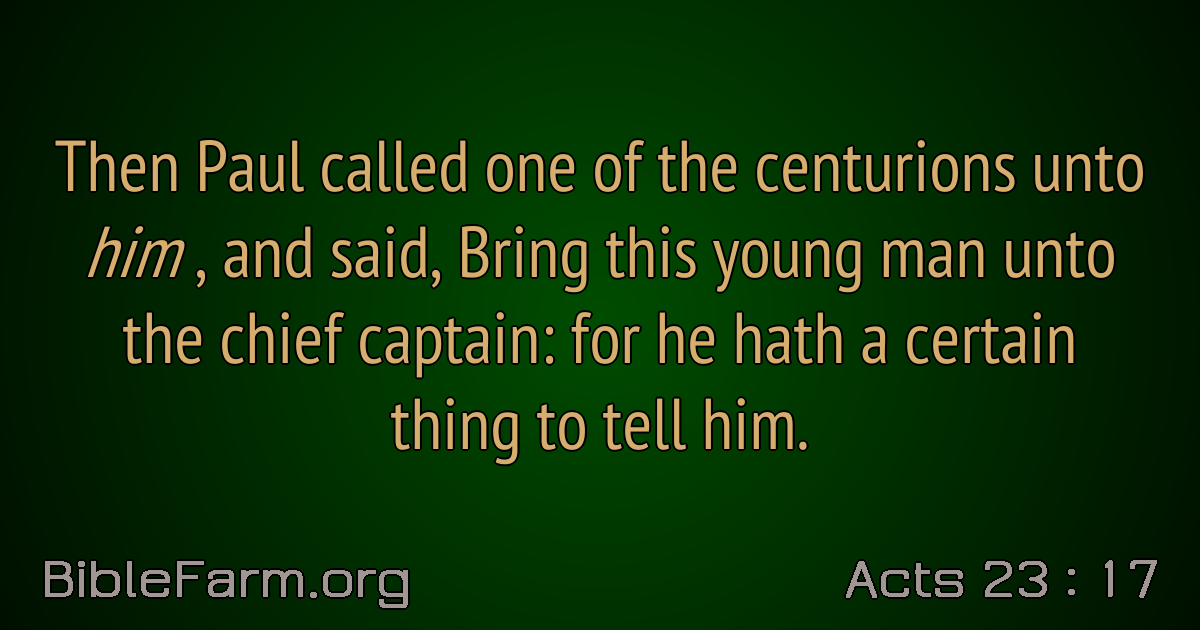 Then Paul called one of the centurions unto
him , and said, Bring this young man unto
the chief captain: for he hath a certain
thing to tell him.
BibleFarm.org
Acts 23 : 17